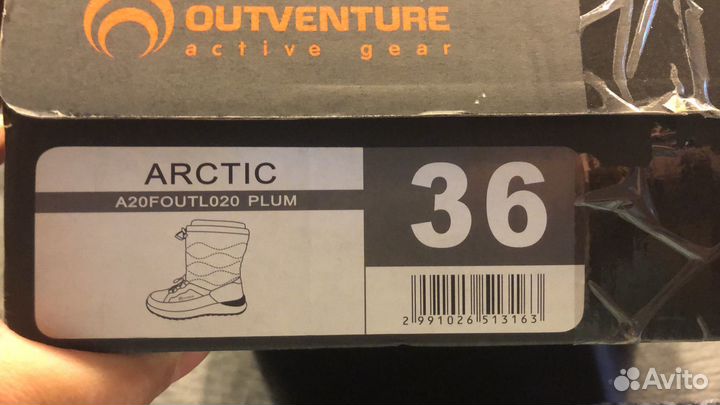 OUTVENTURE
active gear
ARCTIC
A20FOUTL020 PLUM
36
2 991026 513163
Avito